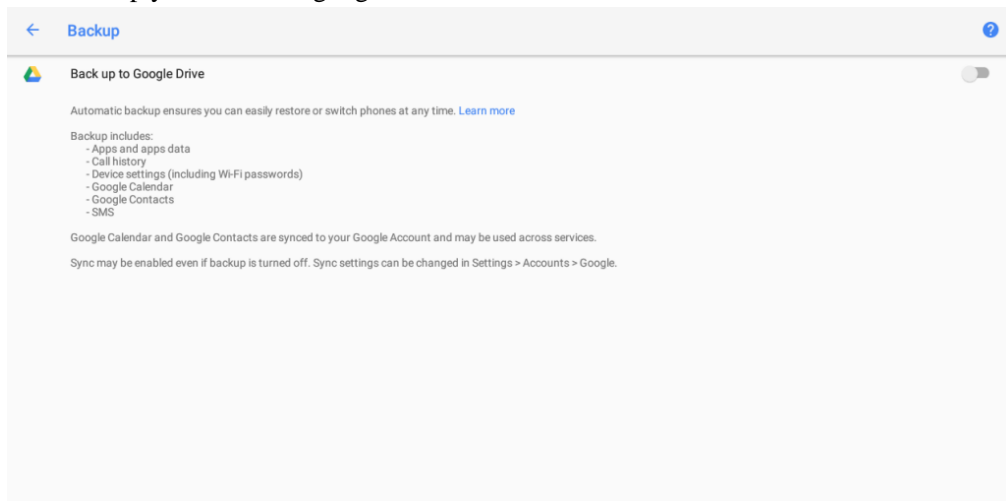 Backup
Back up to Google Drive
Automatic backup ensures you can easily restore or switch phones at any time. Learn more
Backup includes:
- Apps and apps data
- Call history
- Device settings (including Wi-Fi passwords)
- Google Calendar
- Google Contacts
- SMS
Google Calendar and Google Contacts are synced to your Google Account and may be used across services.
Sync may be enabled even if backup is turned off. Sync settings can be changed in Settings > Accounts > Google.